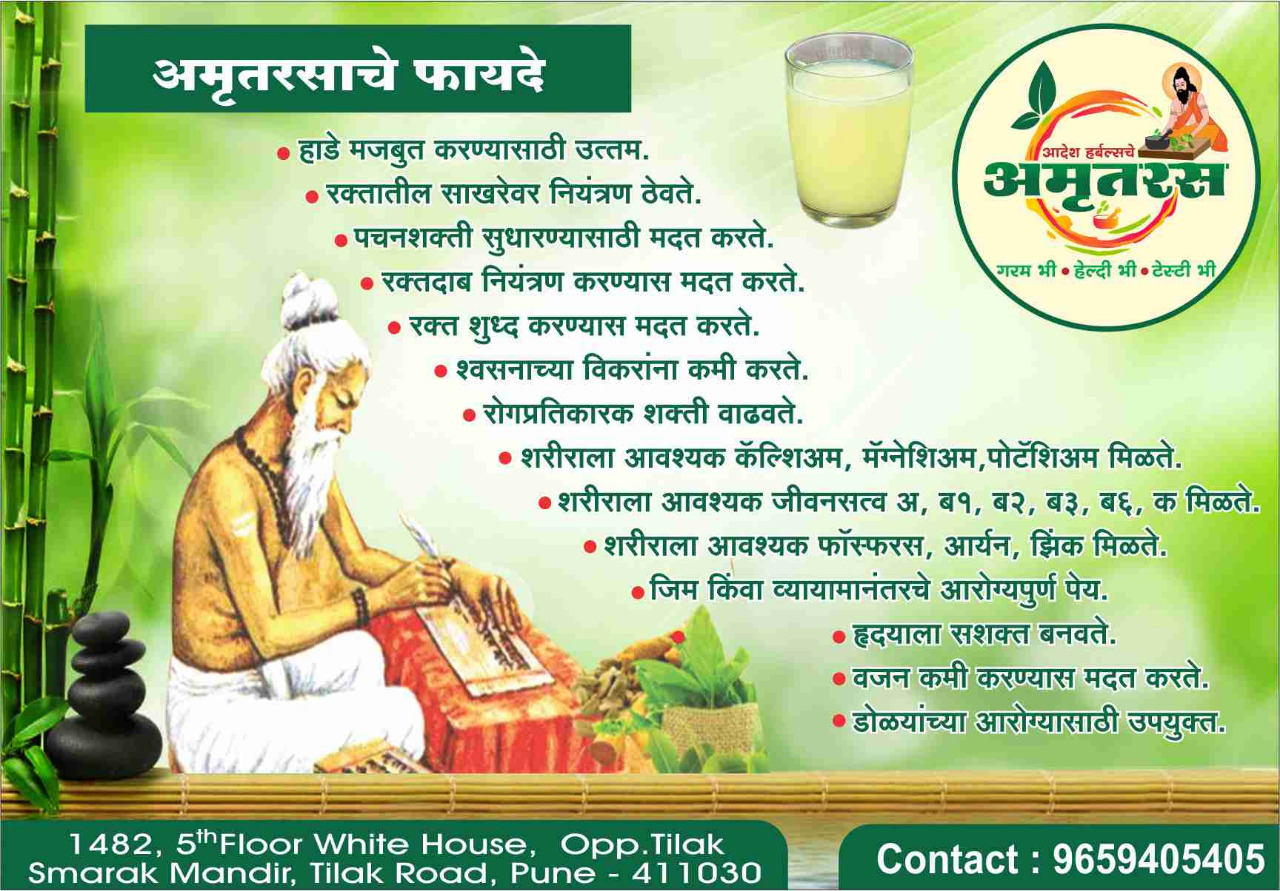 अमृतरसाचे फायदे
आदेश हर्बल्सचे
अमृतरस
गरम भी • हेल्दी भी • टेस्टी भी
• हाडे मजबुत करण्यासाठी उत्तम.
• रक्तातील साखरेवर नियंत्रण ठेवते.
• पचनशक्ती सुधारण्यासाठी मदत करते.
• रक्तदाब नियंत्रण करण्यास मदत करते.
• रक्त शुध्द करण्यास मदत करते.
• श्वसनाच्या विकरांना कमी करते.
• रोगप्रतिकारक शक्ती वाढवते.
• शरीराला आवश्यक कॅल्शिअम, मॅग्नेशिअम,पोटॅशिअम मिळते.
• शरीराला आवश्यक जीवनसत्व अ, ब१, ब२, ब३, ब६, क मिळते.
• शरीराला आवश्यक फॉस्फरस, आर्यन, झिंक मिळते.
• जिम किंवा व्यायामानंतरचे आरोग्यपुर्ण पेय.
• हृदयाला सशक्त बनवते.
• वजन कमी करण्यास मदत करते.
• डोळयांच्या आरोग्यासाठी उपयुक्त.
1482, 5thFloor White House, Opp.Tilak
Smarak Mandir, Tilak Road, Pune - 411030
Contact : 9659405405